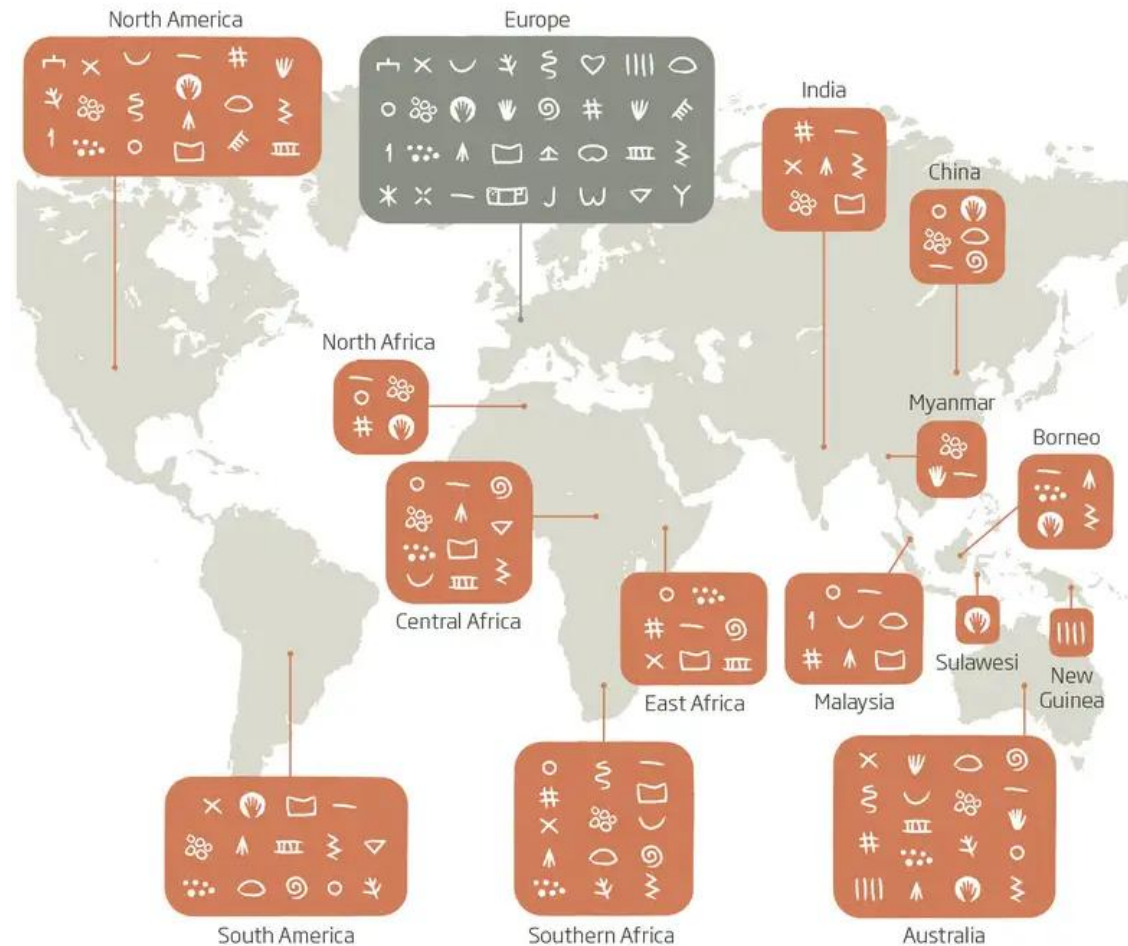 North America
Europe
India
China
North Africa
Myanmar
Borneo
Central Africa
East Africa
Malaysia
Sulawesi
New
Guinea
South America
Southern Africa
Australia